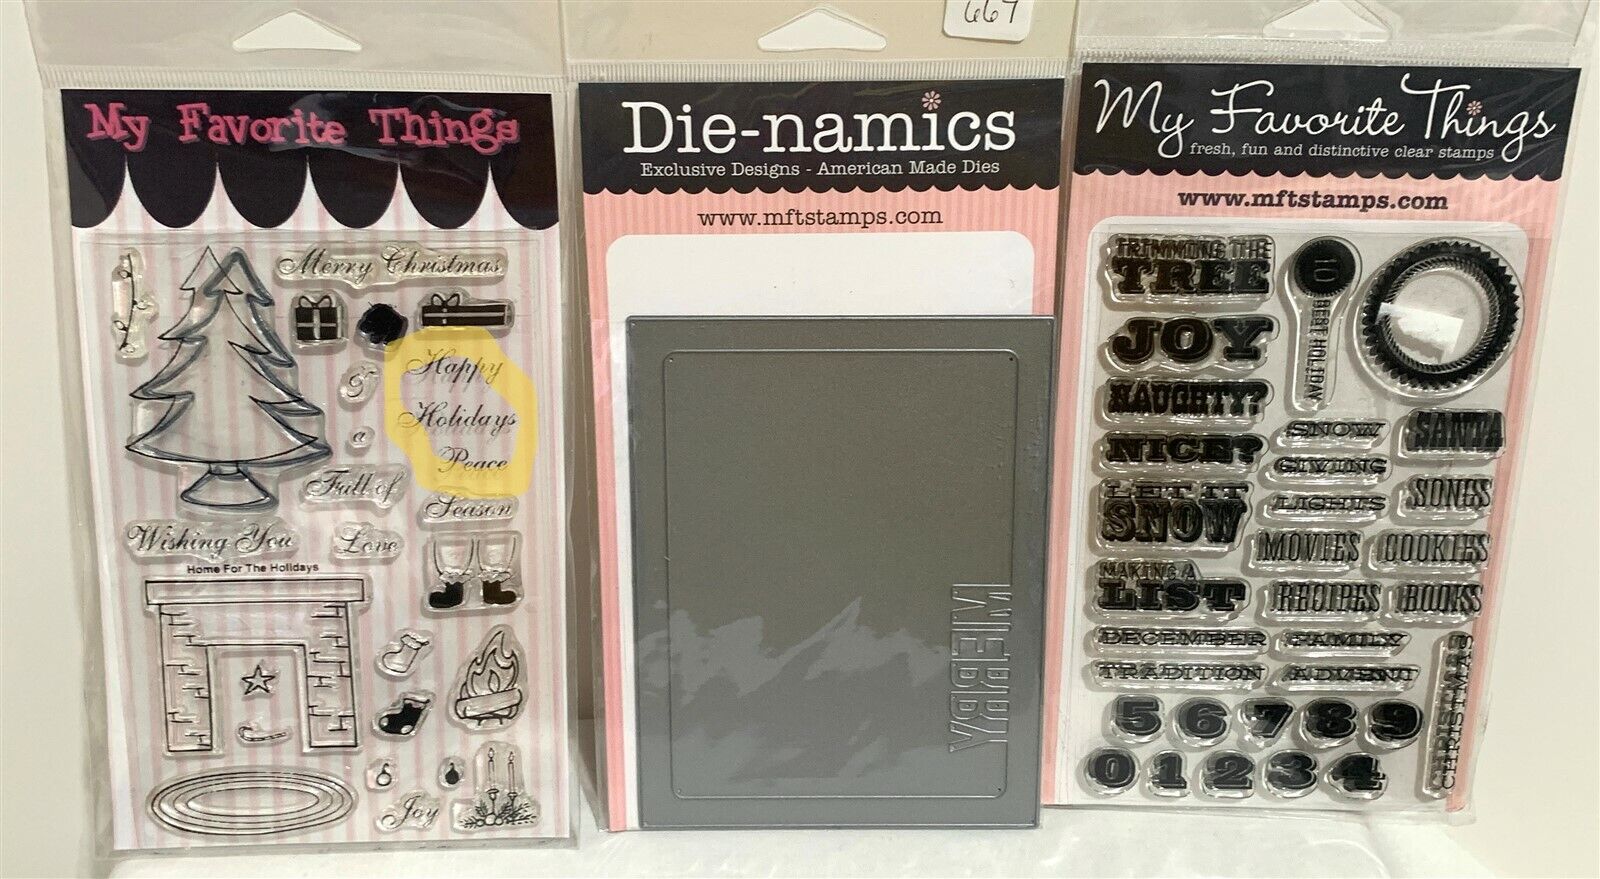 My Favorite Things
Merry Christmas
Happy
Holidays
Peace
a
Full of
Season
Wishing You
Love
Home For The Holidays
Joy
667
Die-namics
Exclusive Designs - American Made Dies
www.mftstamps.com
MERRY
My Favorite Things
fresh, fun and distinctive clear stamps
www.mftstamps.com
TRIMMING THE
TREE
10
BEST HOLIDAY
JOY
NAUGHTY?
NICE?
SNOW
SANTA
GIVING
LET IT
SNOW
LIGHTS
SONGS
MOVIES
COOKIES
MAKING A
LIST
RECIPES
BOOKS
DECEMBER
FAMILY
TRADITION
ADVENT
CHRISTMAS
5 6 7 8 9
0 1 2 3 4